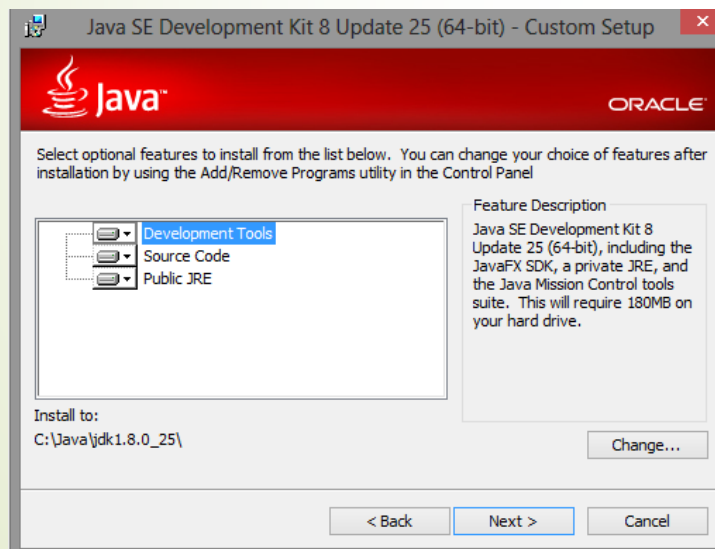 Java SE Development Kit 8 Update 25 (64-bit) - Custom Setup
Java™
ORACLE®
Select optional features to install from the list below. You can change your choice of features after
installation by using the Add/Remove Programs utility in the Control Panel
Development Tools
Source Code
Public JRE
Feature Description
Java SE Development Kit 8
Update 25 (64-bit), including the
JavaFX SDK, a private JRE, and
the Java Mission Control tools
suite. This will require 180MB on
your hard drive.
Install to:
C:\Java\jdk1.8.0_25\
Change...
< Back
Next >
Cancel